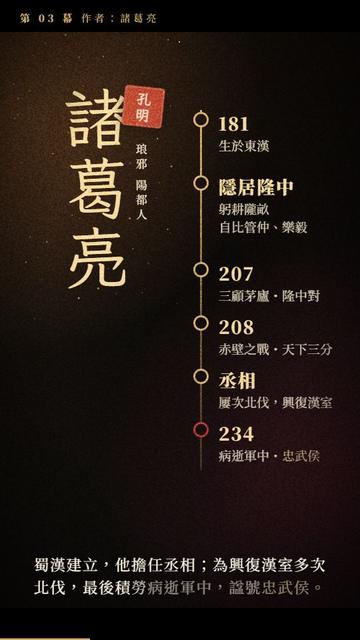 第 03 幕 作者：諸葛亮
諸葛亮
孔明
琅邪 陽都人
181
生於東漢
隱居隆中
躬耕隴畝
自比管仲、樂毅
207
三顧茅廬・隆中對
208
赤壁之戰・天下三分
丞相
屢次北伐，興復漢室
234
病逝軍中・忠武侯
蜀漢建立，他擔任丞相；為興復漢室多次
北伐，最後積勞病逝軍中，諡號忠武侯。